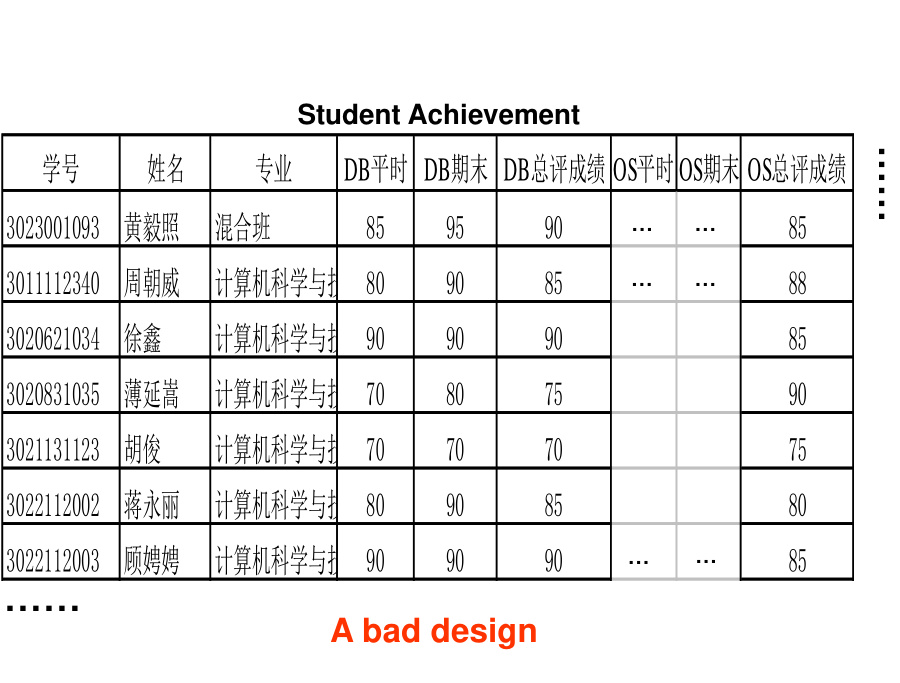 Student Achievement
学号 姓名 专业 DB平时 DB期末 DB总评成绩 OS平时 OS期末 OS总评成绩 ……
3023001093 黄毅照 混合班 85 95 90 … … 85
3011112340 周朝威 计算机科学与技 80 90 85 … … 88
3020621034 徐鑫 计算机科学与技 90 90 90 85
3020831035 薄延嵩 计算机科学与技 70 80 75 90
3021131123 胡俊 计算机科学与技 70 70 70 75
3022112002 蒋永丽 计算机科学与技 80 90 85 80
3022112003 顾娉娉 计算机科学与技 90 90 90 … … 85
……
A bad design